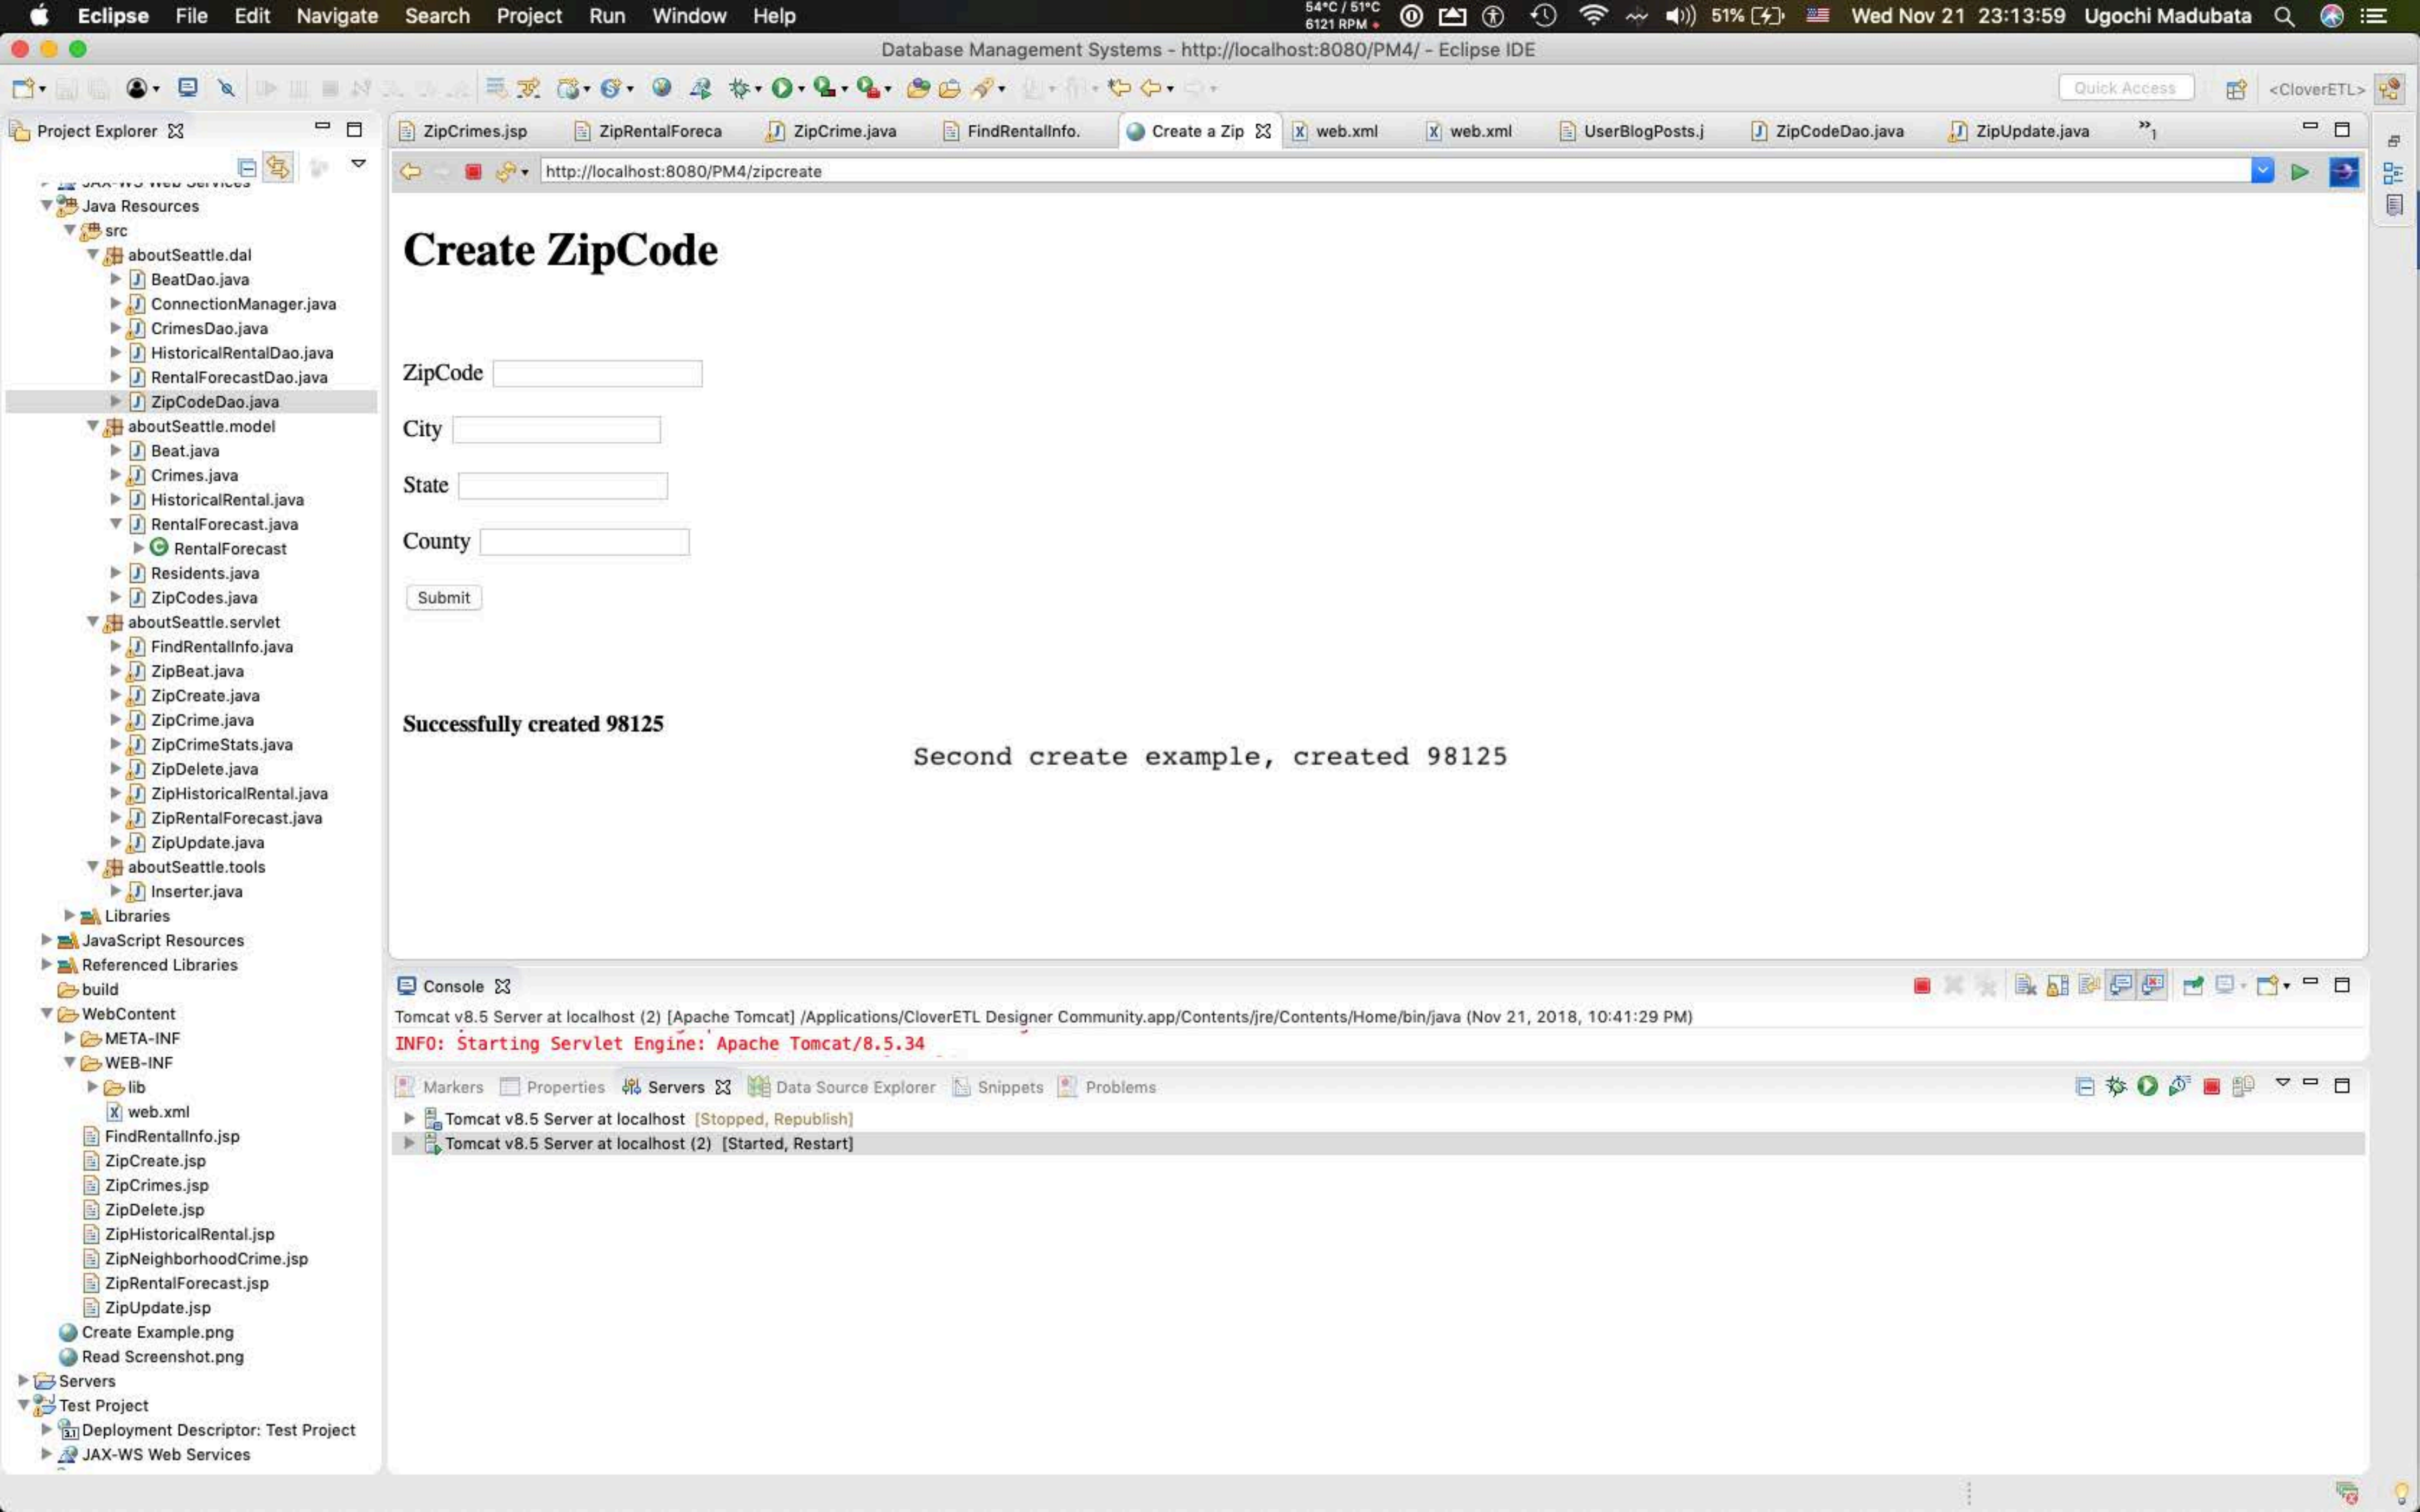 Eclipse File Edit Navigate Search Project Run Window Help 54°C / 51°C 6121 RPM 51% Wed Nov 21 23:13:59 Ugochi Madubata
Database Management Systems - http://localhost:8080/PM4/ - Eclipse IDE
Quick Access <CloverETL>
Project Explorer
ZipCrimes.jsp ZipRentalForeca ZipCrime.java FindRentalInfo. Create a Zip web.xml web.xml UserBlogPosts.j ZipCodeDao.java ZipUpdate.java »1
http://localhost:8080/PM4/zipcreate
JAX-WS Web Services
Java Resources
src
aboutSeattle.dal
BeatDao.java
ConnectionManager.java
CrimesDao.java
HistoricalRentalDao.java
RentalForecastDao.java
ZipCodeDao.java
aboutSeattle.model
Beat.java
Crimes.java
HistoricalRental.java
RentalForecast.java
RentalForecast
Residents.java
ZipCodes.java
aboutSeattle.servlet
FindRentalInfo.java
ZipBeat.java
ZipCreate.java
ZipCrime.java
ZipCrimeStats.java
ZipDelete.java
ZipHistoricalRental.java
ZipRentalForecast.java
ZipUpdate.java
aboutSeattle.tools
Inserter.java
Libraries
JavaScript Resources
Referenced Libraries
build
WebContent
META-INF
WEB-INF
lib
web.xml
FindRentalInfo.jsp
ZipCreate.jsp
ZipCrimes.jsp
ZipDelete.jsp
ZipHistoricalRental.jsp
ZipNeighborhoodCrime.jsp
ZipRentalForecast.jsp
ZipUpdate.jsp
Create Example.png
Read Screenshot.png
Servers
Test Project
Deployment Descriptor: Test Project
JAX-WS Web Services
Create ZipCode
ZipCode
City
State
County
Submit
Successfully created 98125
Second create example, created 98125
Console
Tomcat v8.5 Server at localhost (2) [Apache Tomcat] /Applications/CloverETL Designer Community.app/Contents/jre/Contents/Home/bin/java (Nov 21, 2018, 10:41:29 PM)
INFO: Starting Servlet Engine: Apache Tomcat/8.5.34
Markers Properties Servers Data Source Explorer Snippets Problems
Tomcat v8.5 Server at localhost [Stopped, Republish]
Tomcat v8.5 Server at localhost (2) [Started, Restart]